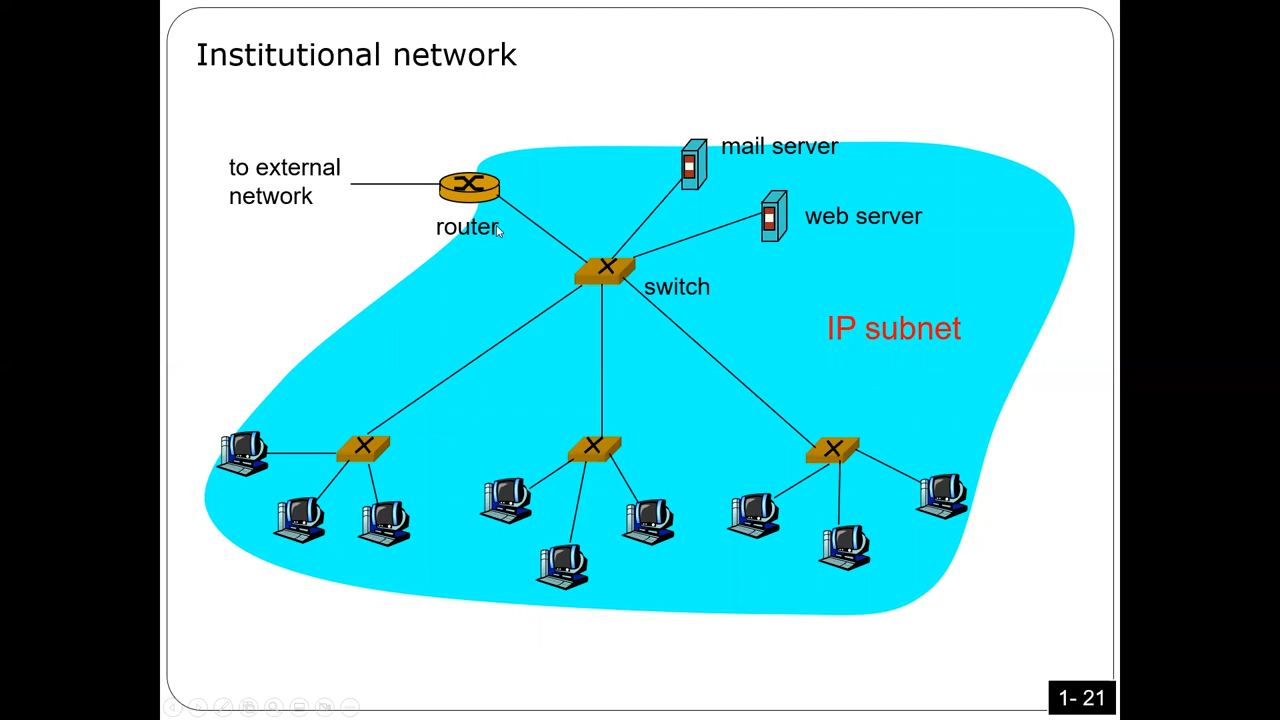 Institutional network
mail server
to external
network
web server
router
switch
IP subnet
1- 21